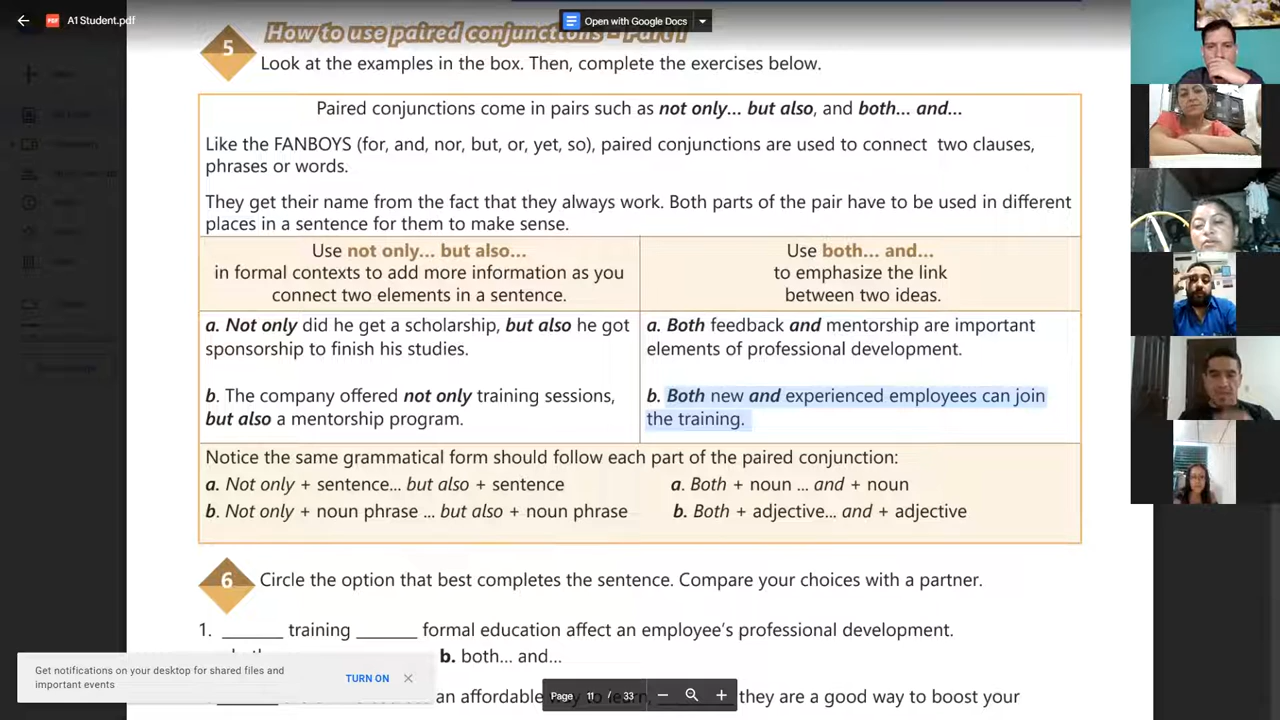 A1 Student.pdf
Open with Google Docs
5
How to use paired conjunctions - Part I
Look at the examples in the box. Then, complete the exercises below.
Paired conjunctions come in pairs such as not only... but also, and both... and...
Like the FANBOYS (for, and, nor, but, or, yet, so), paired conjunctions are used to connect two clauses,
phrases or words.
They get their name from the fact that they always work. Both parts of the pair have to be used in different
places in a sentence for them to make sense.
Use not only... but also...
in formal contexts to add more information as you
connect two elements in a sentence.
Use both... and...
to emphasize the link
between two ideas.
a. Not only did he get a scholarship, but also he got
sponsorship to finish his studies.
b. The company offered not only training sessions,
but also a mentorship program.
a. Both feedback and mentorship are important
elements of professional development.
b. Both new and experienced employees can join
the training.
Notice the same grammatical form should follow each part of the paired conjunction:
a. Not only + sentence... but also + sentence
b. Not only + noun phrase ... but also + noun phrase
a. Both + noun ... and + noun
b. Both + adjective... and + adjective
6
Circle the option that best completes the sentence. Compare your choices with a partner.
1. ______ training ______ formal education affect an employee's professional development.
b. both... and...
an affordable way to learn, ________ they are a good way to boost your
Get notifications on your desktop for shared files and
important events
TURN ON
Page 11 / 33